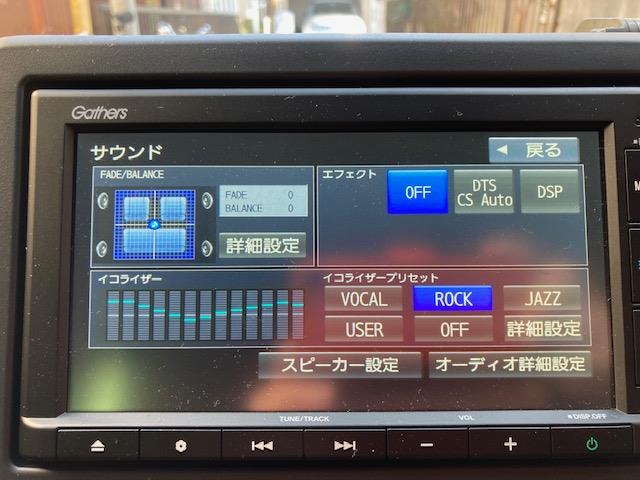 Gathers
サウンド
◀ 戻る
FADE/BALANCE
FADE 0
BALANCE 0
詳細設定
エフェクト
OFF
DTS
CS Auto
DSP
イコライザー
イコライザープリセット
VOCAL
ROCK
JAZZ
USER
OFF
詳細設定
スピーカー設定
オーディオ詳細設定
TUNE/TRACK
VOL
DISP OFF